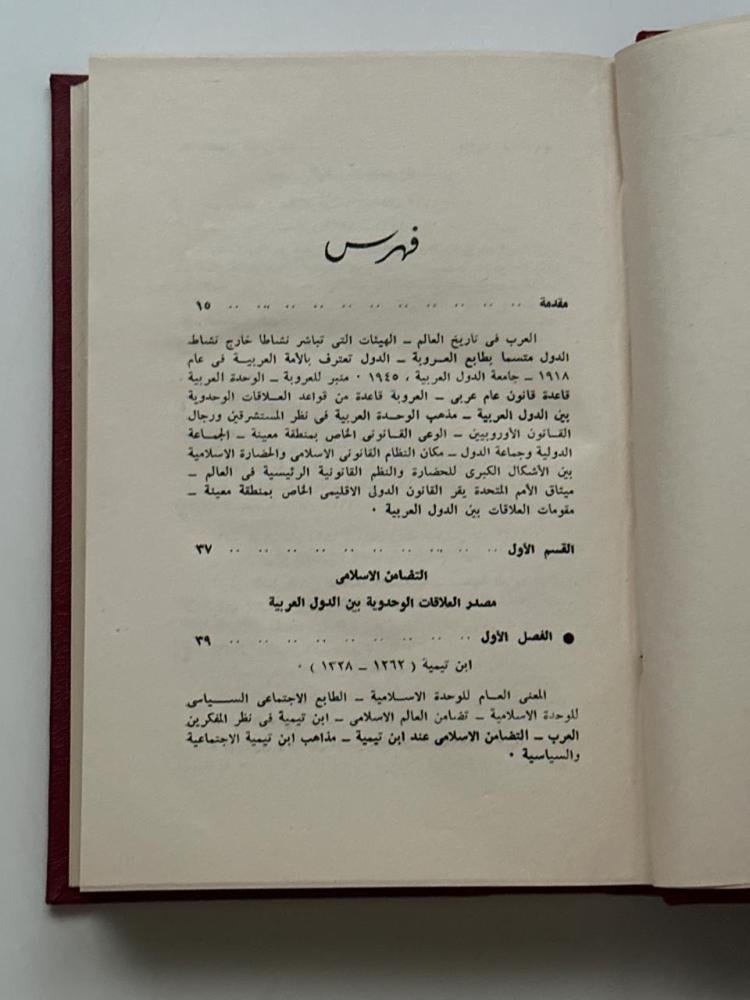 فهرس
مقدمة .. .. .. .. .. .. .. .. .. .. .. ١٥
العرب فى تاريخ العالم – الهيئات التى تباشر نشاطا خارج نشاط
الدول متسما بطابع العروبة – الدول تعترف بالأمة العربية فى عام
١٩١٨ – جامعة الدول العربية ، ١٩٤٥ · منبر للعروبة – الوحدة العربية
قاعدة قانون عام عربى – العروبة قاعدة من قواعد العلاقات الوحدوية
بين الدول العربية – مذهب الوحدة العربية فى نظر المستشرقين ورجال
القانون الأوروبيين – الوعى القانونى الخاص بمنطقة معينة – الجماعة
الدولية وجماعة الدول – مكان النظام القانونى الاسلامى والحضارة الاسلامية
بين الأشكال الكبرى للحضارة والنظم القانونية الرئيسية فى العالم –
ميثاق الأمم المتحدة يقر القانون الدولى الاقليمى الخاص بمنطقة معينة –
مقومات العلاقات بين الدول العربية ·
القسم الأول .. .. .. .. .. .. .. .. .. .. ٣٧
التضامن الاسلامى
مصدر العلاقات الوحدوية بين الدول العربية
● الفصل الأول .. .. .. .. .. .. .. .. .. ٣٩
ابن تيمية ( ١٢٦٢ – ١٣٢٨ ) ·
المعنى العام للوحدة الاسلامية – الطابع الاجتماعى السياسى
للوحدة الاسلامية – تضامن العالم الاسلامى – ابن تيمية فى نظر المفكرين
العرب – التضامن الاسلامى عند ابن تيمية – مذاهب ابن تيمية الاجتماعية
والسياسية ·